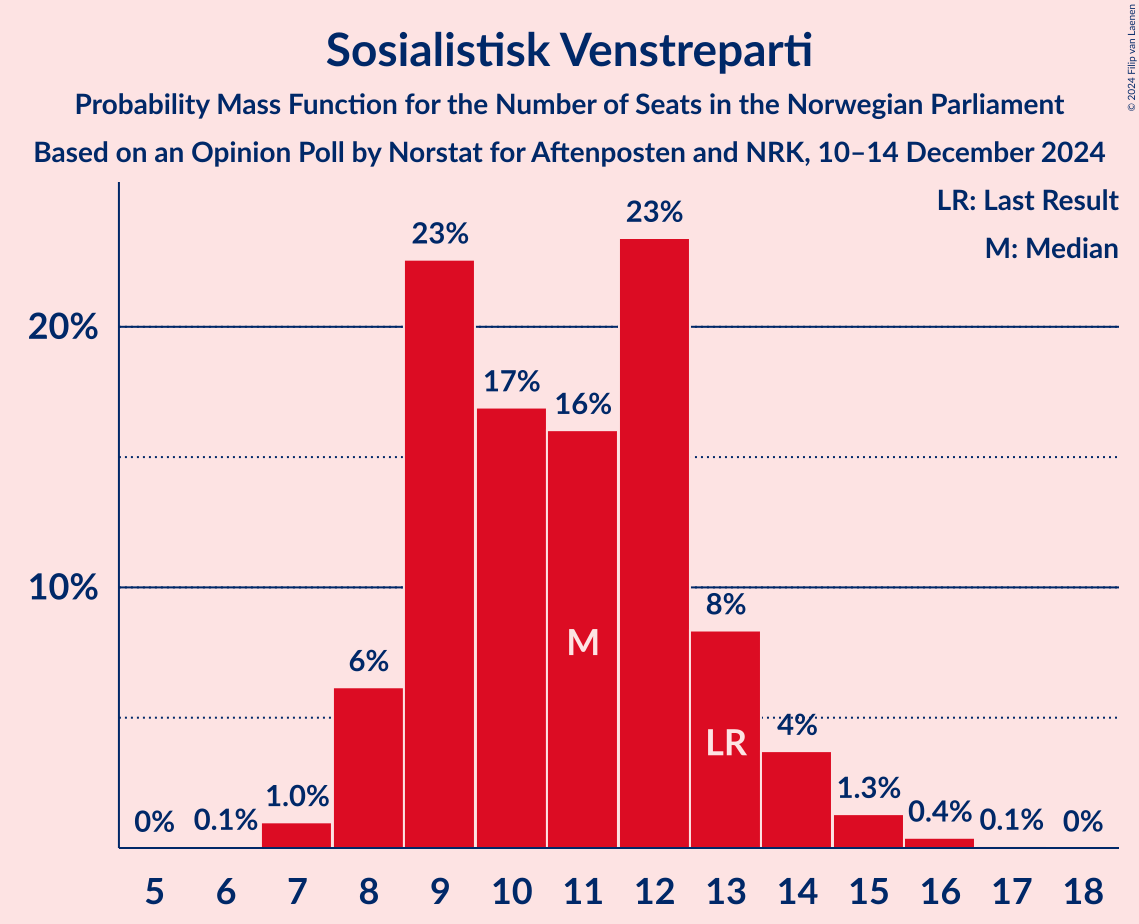 Sosialistisk Venstreparti
Probability Mass Function for the Number of Seats in the Norwegian Parliament
Based on an Opinion Poll by Norstat for Aftenposten and NRK, 10–14 December 2024
© 2024 Filip van Laenen
LR: Last Result
M: Median
20%
10%
0%
0.1%
1.0%
6%
23%
17%
16%
23%
8%
4%
1.3%
0.4%
0.1%
0%
M
LR
5 6 7 8 9 10 11 12 13 14 15 16 17 18